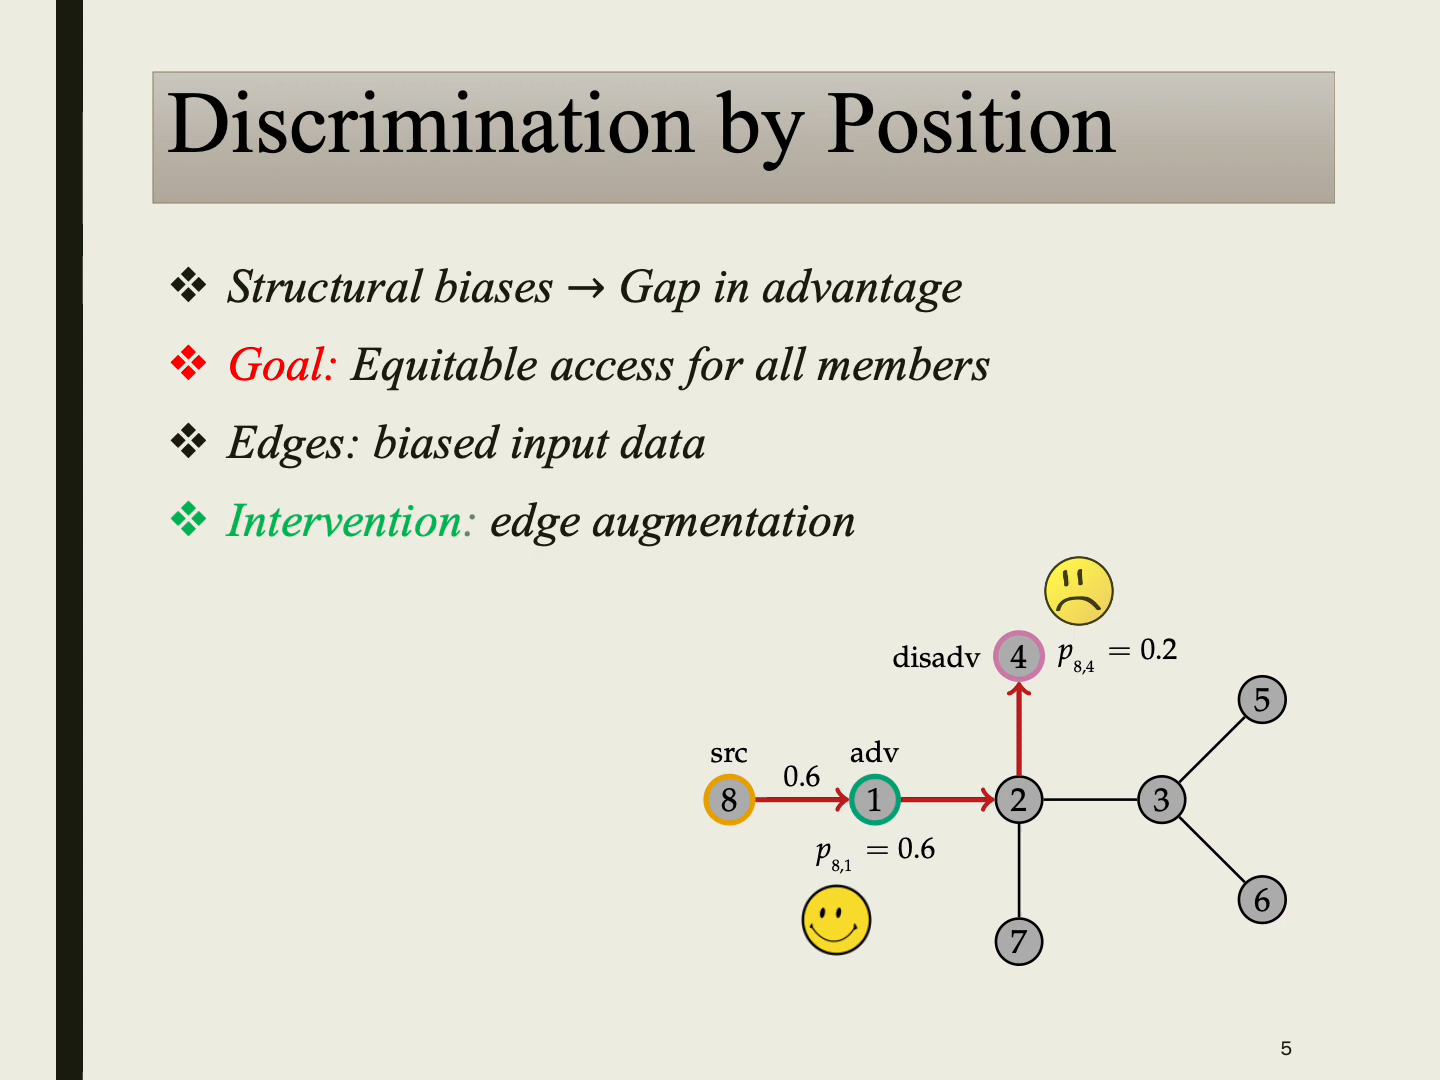 Discrimination by Position
❖ Structural biases → Gap in advantage
❖ Goal: Equitable access for all members
❖ Edges: biased input data
❖ Intervention: edge augmentation
disadv 4 p8,4 = 0.2
5
src adv
0.6
8 1 2 3
p8,1 = 0.6
6
7
5